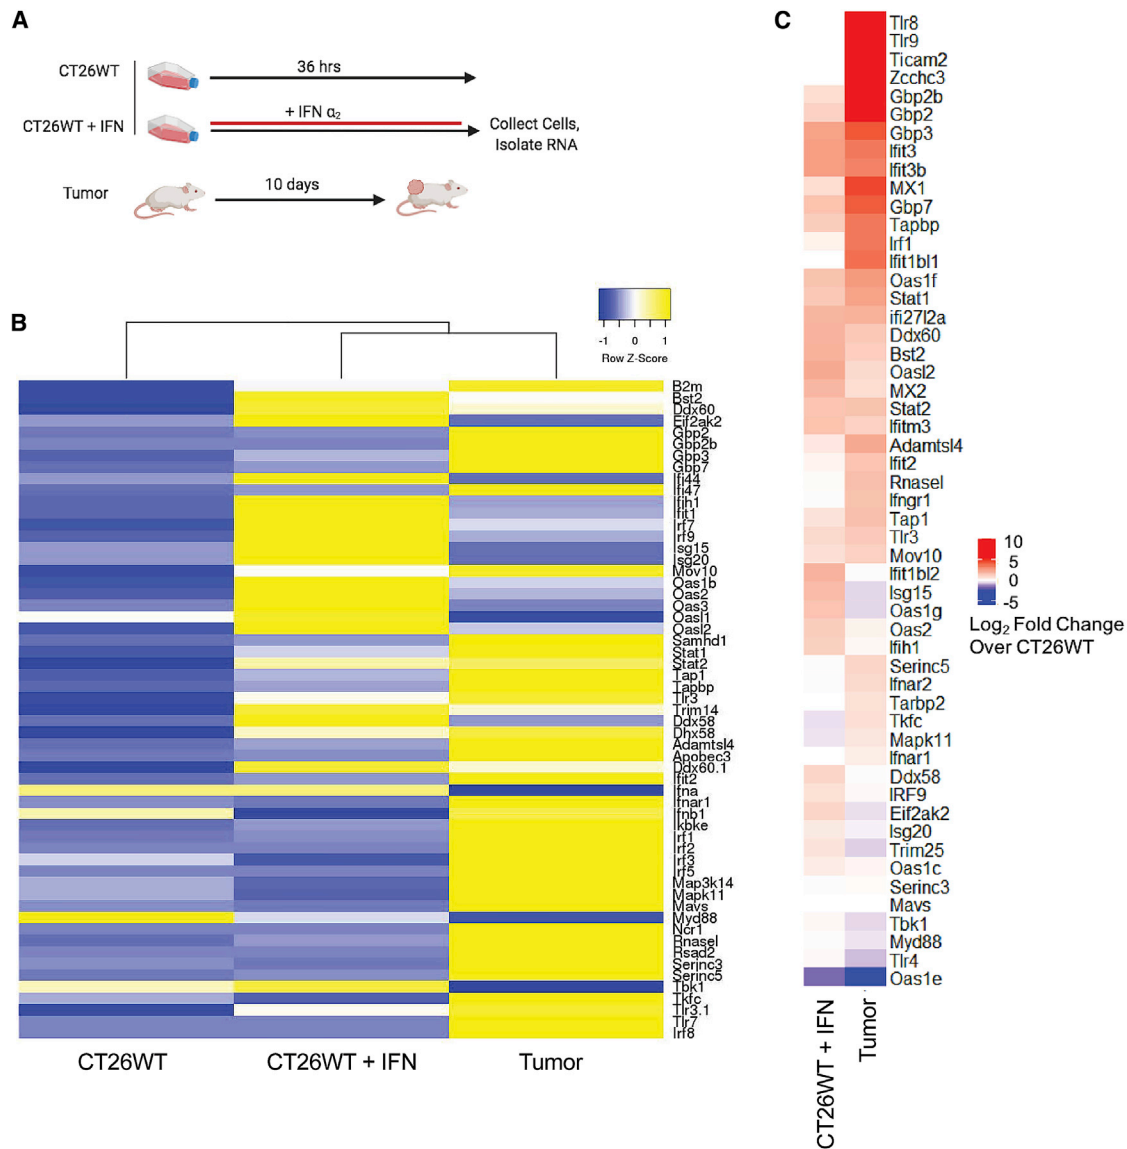 A
CT26WT
36 hrs
CT26WT + IFN
+ IFN α2
Collect Cells,
Isolate RNA
Tumor
10 days
B
-1 0 1
Row Z-Score
B2m
Bst2
Ddx60
Eif2ak2
Gbp2
Gbp2b
Gbp3
Gbp7
Ifi44
Ifi47
Ifih1
Ifit1
Irf7
Irf9
Isg15
Isg20
Mov10
Oas1b
Oas2
Oas3
Oasl1
Oasl2
Samhd1
Stat1
Stat2
Tap1
Tapbp
Tlr3
Trim14
Ddx58
Dhx58
Adamtsl4
Apobec3
Ddx60.1
Ifit2
Ifna
Ifnar1
Ifnb1
Ikbke
Irf1
Irf2
Irf3
Irf5
Map3k14
Mapk11
Mavs
Myd88
Ncr1
Rnasel
Rsad2
Serinc3
Serinc5
Tbk1
Tkfc
Tlr3.1
Tlr7
Irf8
CT26WT
CT26WT + IFN
Tumor
C
Tlr8
Tlr9
Ticam2
Zcchc3
Gbp2b
Gbp2
Gbp3
Ifit3
Ifit3b
MX1
Gbp7
Tapbp
Irf1
Ifit1bl1
Oas1f
Stat1
ifi27l2a
Ddx60
Bst2
Oasl2
MX2
Stat2
Ifitm3
Adamtsl4
Ifit2
Rnasel
Ifngr1
Tap1
Tlr3
Mov10
Ifit1bl2
Isg15
Oas1g
Oas2
Ifih1
Serinc5
Ifnar2
Tarbp2
Tkfc
Mapk11
Ifnar1
Ddx58
IRF9
Eif2ak2
Isg20
Trim25
Oas1c
Serinc3
Mavs
Tbk1
Myd88
Tlr4
Oas1e
CT26WT + IFN
Tumor
10
5
0
-5
Log2 Fold Change
Over CT26WT